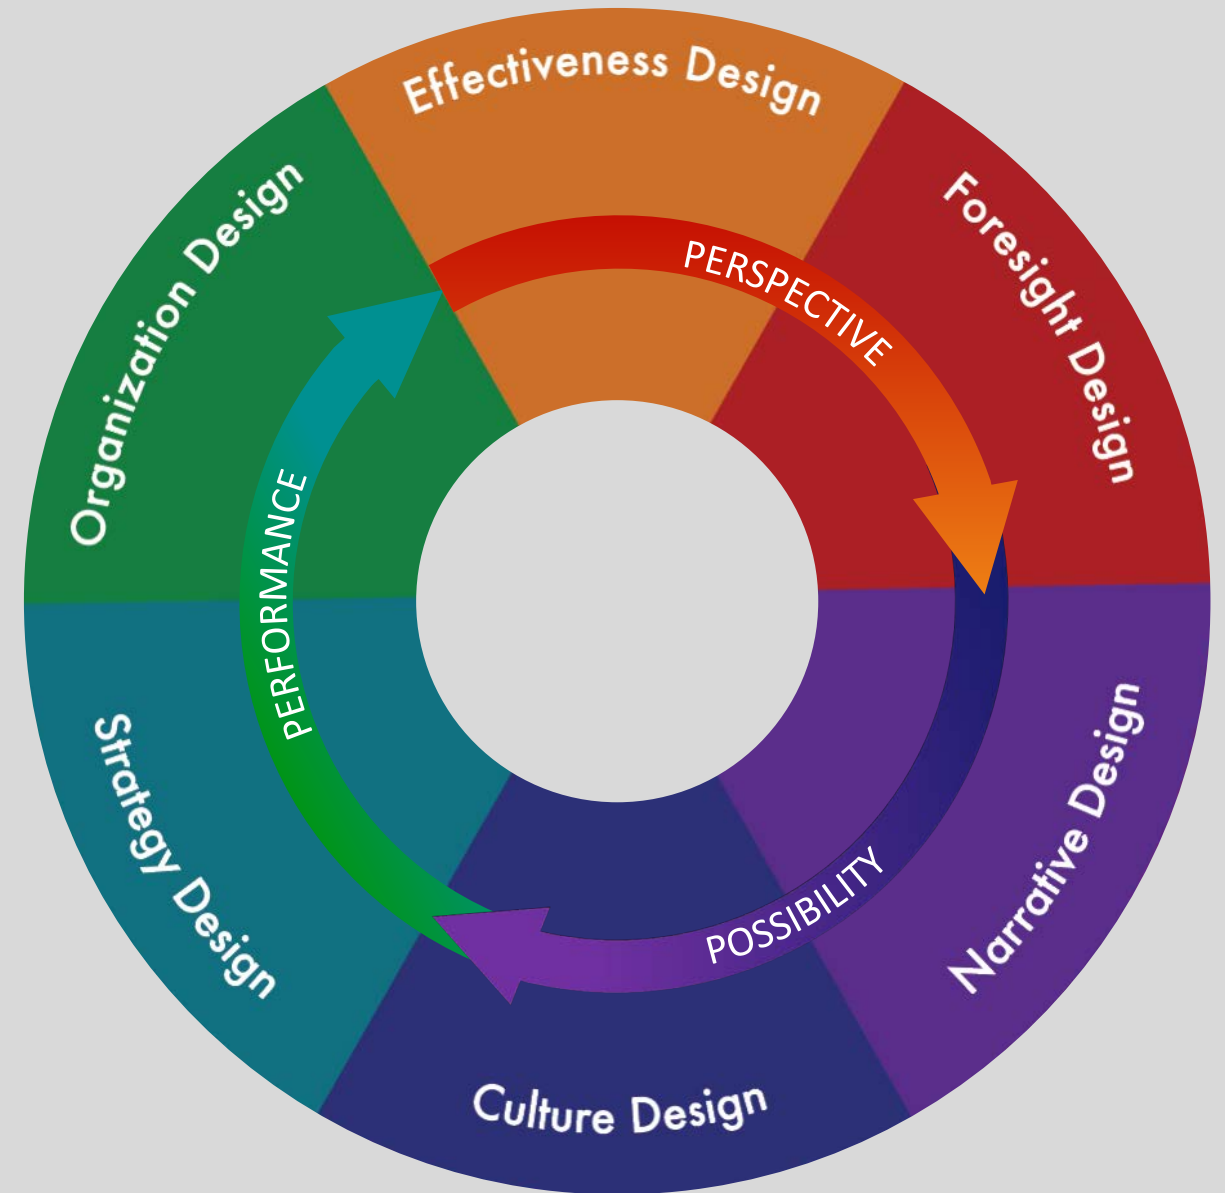 Effectiveness Design
Foresight Design
Narrative Design
Culture Design
Strategy Design
Organization Design
PERSPECTIVE
POSSIBILITY
PERFORMANCE